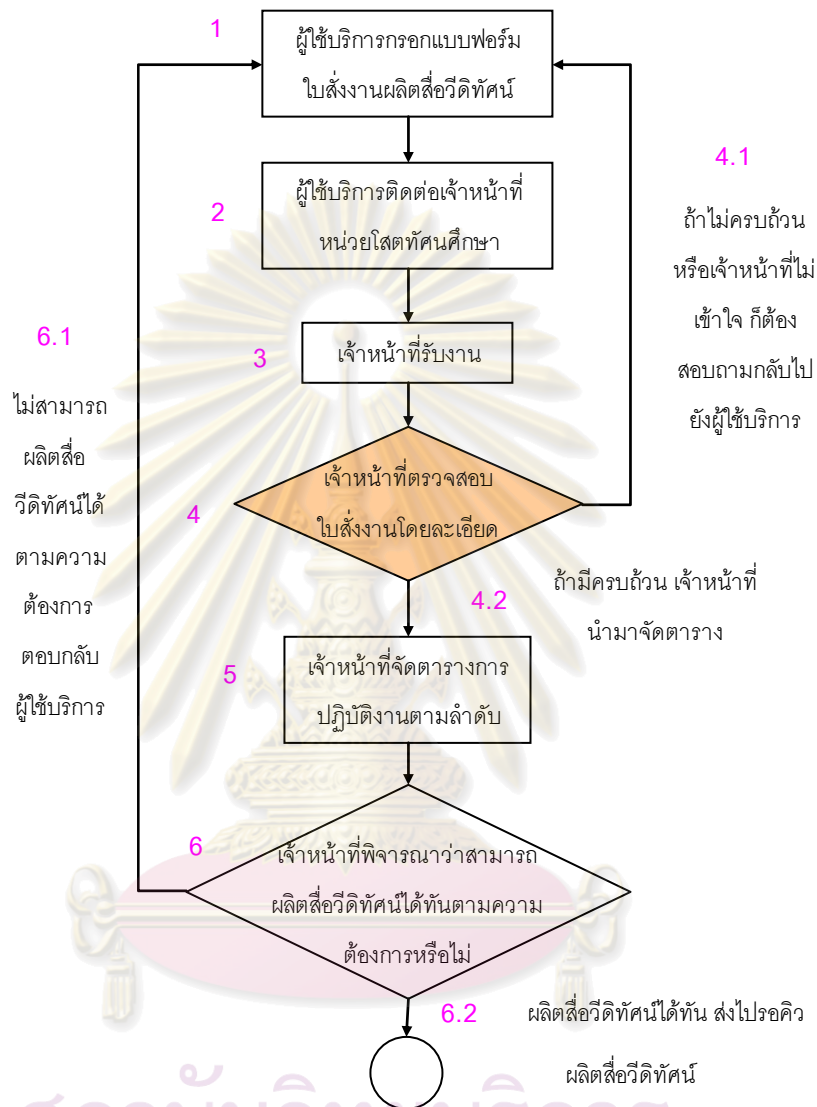 1
ผู้ใช้บริการกรอกแบบฟอร์ม
ใบสั่งงานผลิตสื่อวีดิทัศน์
2
ผู้ใช้บริการติดต่อเจ้าหน้าที่
หน่วยโสตทัศนศึกษา
3
เจ้าหน้าที่รับงาน
4
เจ้าหน้าที่ตรวจสอบ
ใบสั่งงานโดยละเอียด
4.1
ถ้าไม่ครบถ้วน
หรือเจ้าหน้าที่ไม่
เข้าใจ ก็ต้อง
สอบถามกลับไป
ยังผู้ใช้บริการ
4.2
ถ้ามีครบถ้วน เจ้าหน้าที่
นำมาจัดตาราง
5
เจ้าหน้าที่จัดตารางการ
ปฏิบัติงานตามลำดับ
6
เจ้าหน้าที่พิจารณาว่าสามารถ
ผลิตสื่อวีดิทัศน์ได้ทันตามความ
ต้องการหรือไม่
6.1
ไม่สามารถ
ผลิตสื่อ
วีดิทัศน์ได้
ตามความ
ต้องการ
ตอบกลับ
ผู้ใช้บริการ
6.2
ผลิตสื่อวีดิทัศน์ได้ทัน ส่งไปรอคิว
ผลิตสื่อวีดิทัศน์